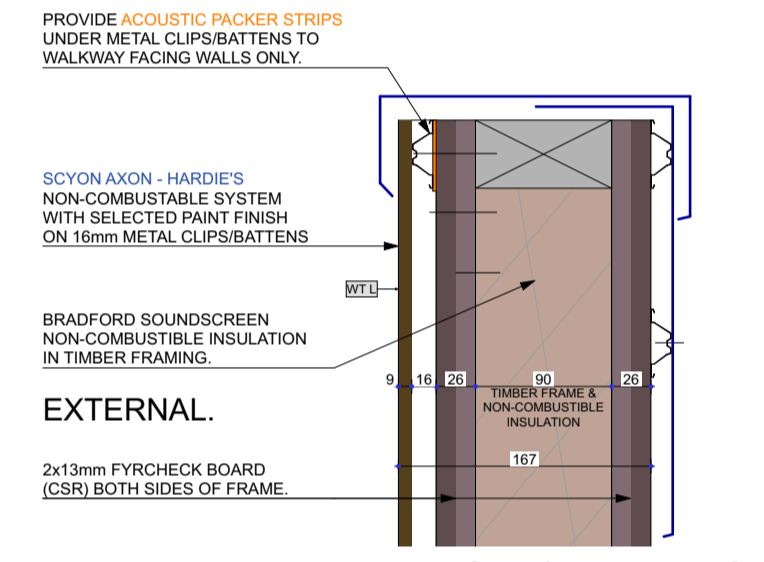 PROVIDE ACOUSTIC PACKER STRIPS
UNDER METAL CLIPS/BATTENS TO
WALKWAY FACING WALLS ONLY.
SCYON AXON - HARDIE'S
NON-COMBUSTABLE SYSTEM
WITH SELECTED PAINT FINISH
ON 16mm METAL CLIPS/BATTENS
WT L
BRADFORD SOUNDSCREEN
NON-COMBUSTIBLE INSULATION
IN TIMBER FRAMING.
9 16 26 90 26
TIMBER FRAME &
NON-COMBUSTIBLE
INSULATION
EXTERNAL.
167
2x13mm FYRCHECK BOARD
(CSR) BOTH SIDES OF FRAME.